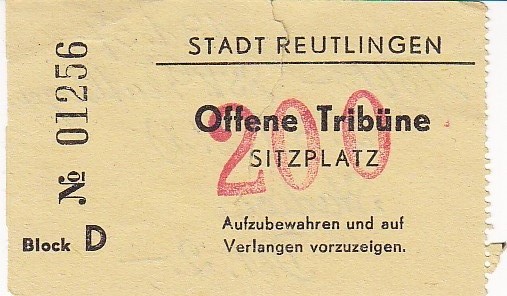 № 01256
STADT REUTLINGEN
Offene Tribüne
200
SITZPLATZ
Aufzubewahren und auf
Verlangen vorzuzeigen.
Block D